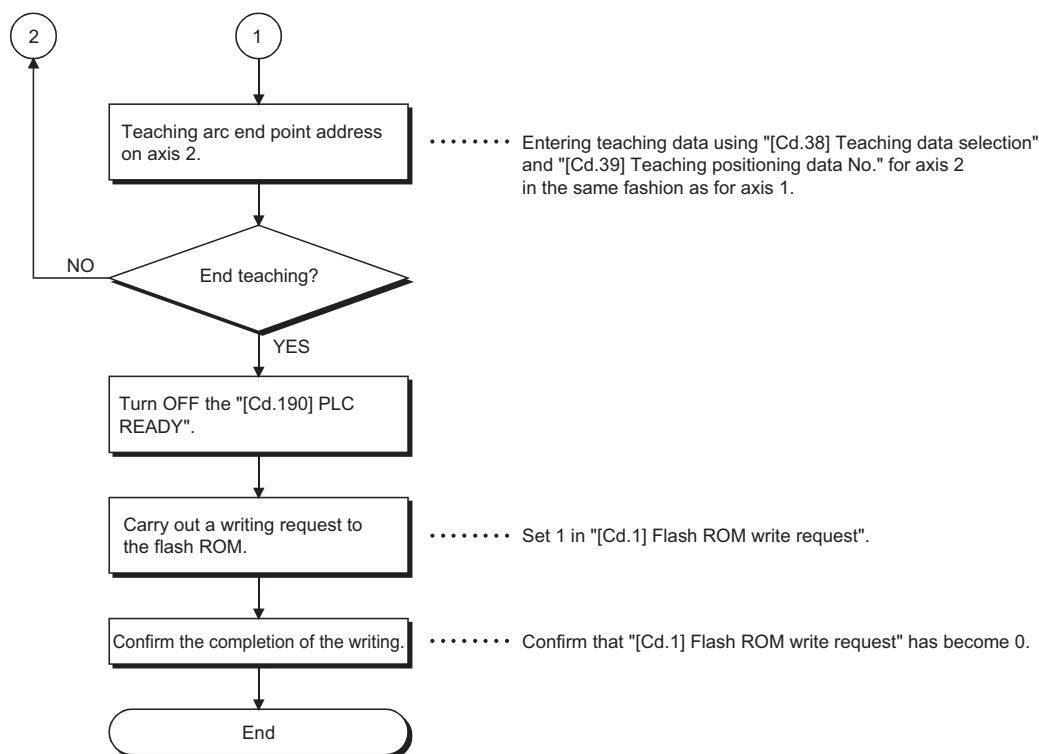 2
1
Teaching arc end point address
on axis 2.
Entering teaching data using "[Cd.38] Teaching data selection"
and "[Cd.39] Teaching positioning data No." for axis 2
in the same fashion as for axis 1.
NO
End teaching?
YES
Turn OFF the "[Cd.190] PLC
READY".
Carry out a writing request to
the flash ROM.
Set 1 in "[Cd.1] Flash ROM write request".
Confirm the completion of the writing.
Confirm that "[Cd.1] Flash ROM write request" has become 0.
End